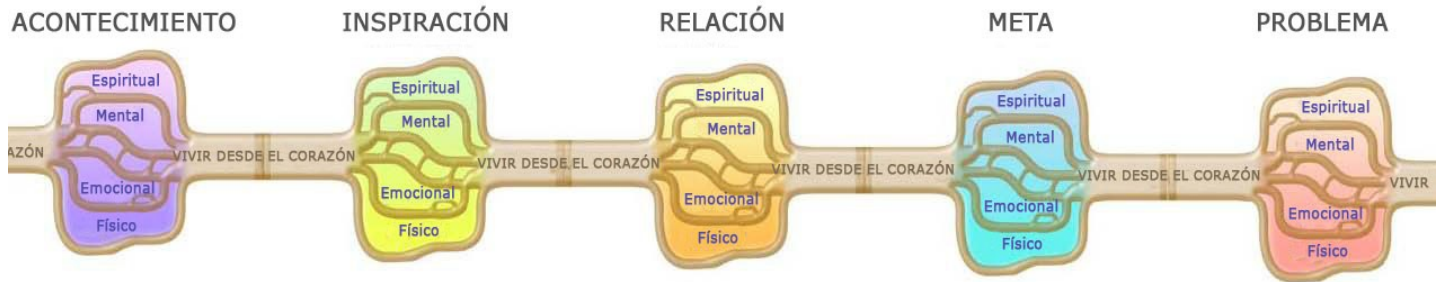 ACONTECIMIENTO INSPIRACIÓN RELACIÓN META PROBLEMA
Espiritual Espiritual Espiritual Espiritual Espiritual
Mental Mental Mental Mental Mental
AZÓN VIVIR DESDE EL CORAZÓN VIVIR DESDE EL CORAZÓN VIVIR DESDE EL CORAZÓN VIVIR DESDE EL CORAZÓN VIVIR
Emocional Emocional Emocional Emocional Emocional
Físico Físico Físico Físico Físico